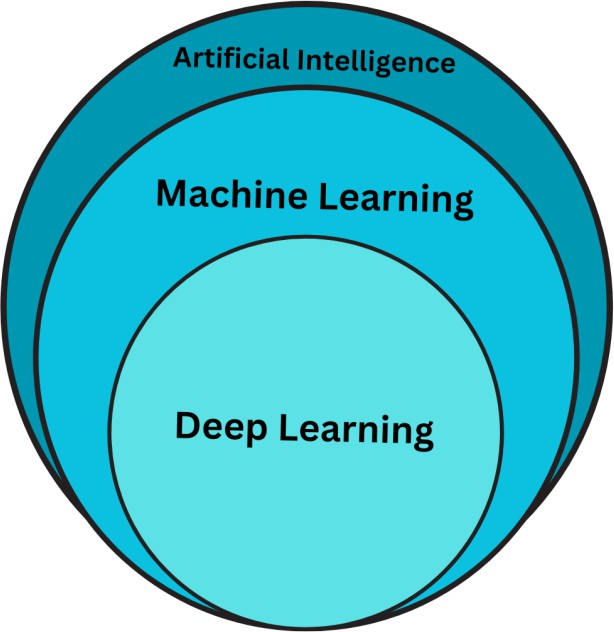 Artificial Intelligence
Machine Learning
Deep Learning